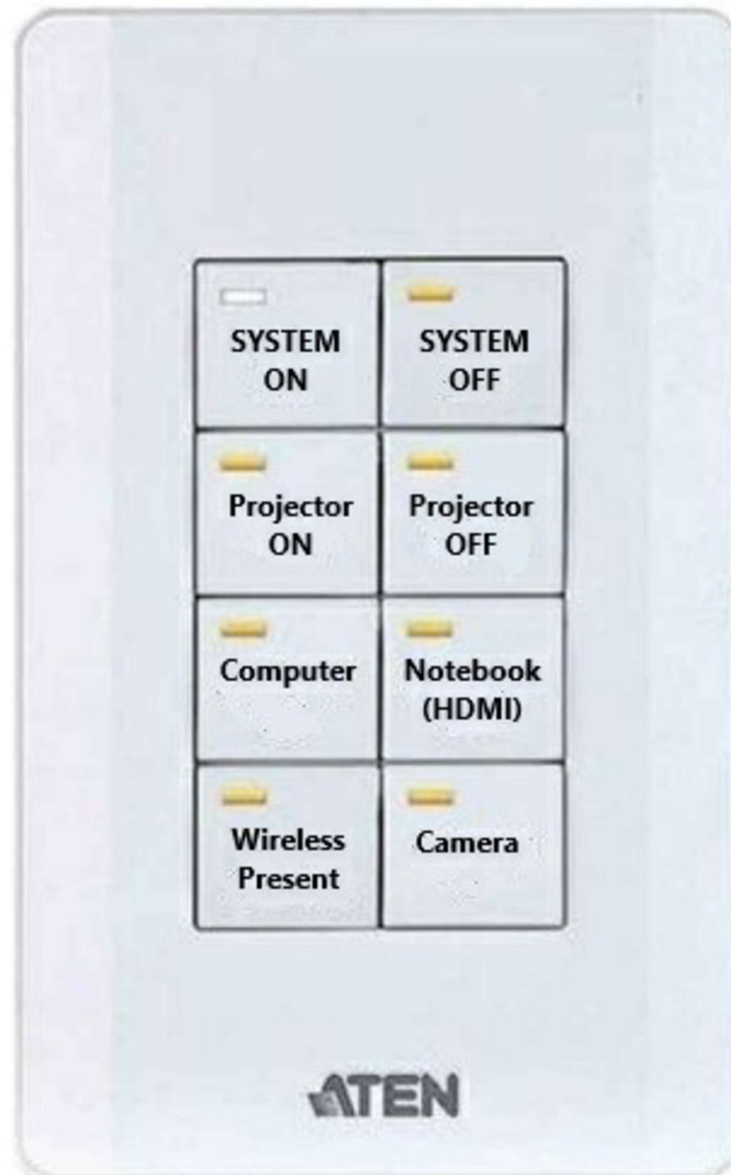 SYSTEM
ON
SYSTEM
OFF
Projector
ON
Projector
OFF
Computer
Notebook
(HDMI)
Wireless
Present
Camera
ATEN